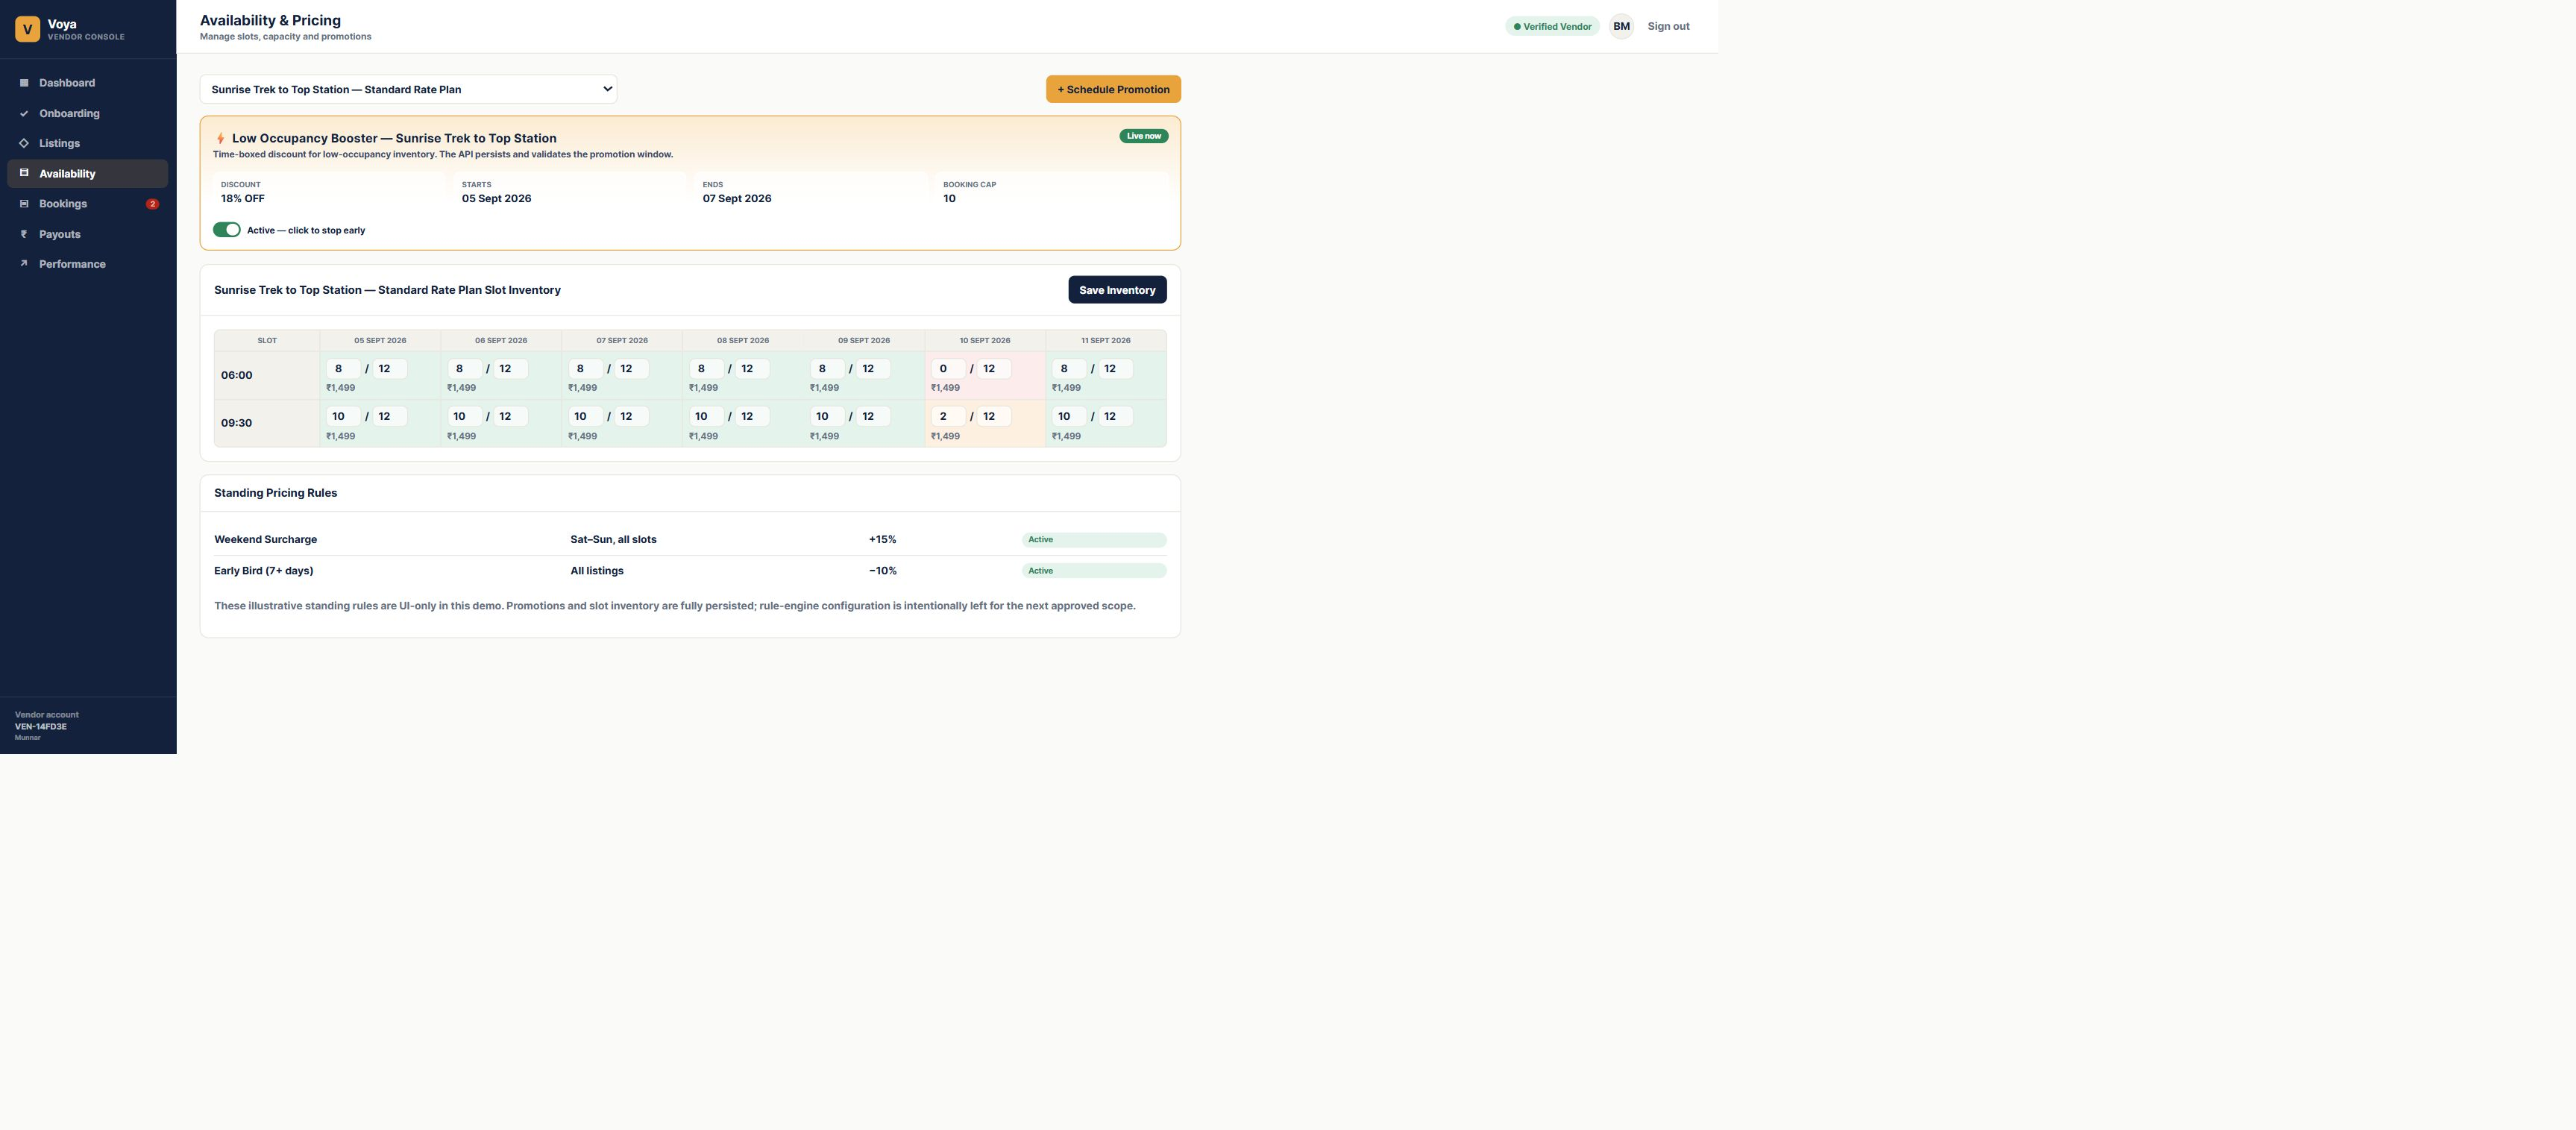 V
Voya
VENDOR CONSOLE
Dashboard
Onboarding
Listings
Availability
Bookings 2
₹ Payouts
Performance
Vendor account
VEN-14FD3E
Munnar
Availability & Pricing
Manage slots, capacity and promotions
Verified Vendor BM Sign out
Sunrise Trek to Top Station — Standard Rate Plan
+ Schedule Promotion
Low Occupancy Booster — Sunrise Trek to Top Station
Live now
Time-boxed discount for low-occupancy inventory. The API persists and validates the promotion window.
DISCOUNT STARTS ENDS BOOKING CAP
18% OFF 05 Sept 2026 07 Sept 2026 10
Active — click to stop early
Sunrise Trek to Top Station — Standard Rate Plan Slot Inventory
Save Inventory
SLOT 05 SEPT 2026 06 SEPT 2026 07 SEPT 2026 08 SEPT 2026 09 SEPT 2026 10 SEPT 2026 11 SEPT 2026
06:00 8 / 12 8 / 12 8 / 12 8 / 12 8 / 12 0 / 12 8 / 12
₹1,499 ₹1,499 ₹1,499 ₹1,499 ₹1,499 ₹1,499 ₹1,499
09:30 10 / 12 10 / 12 10 / 12 10 / 12 10 / 12 2 / 12 10 / 12
₹1,499 ₹1,499 ₹1,499 ₹1,499 ₹1,499 ₹1,499 ₹1,499
Standing Pricing Rules
Weekend Surcharge Sat–Sun, all slots +15% Active
Early Bird (7+ days) All listings −10% Active
These illustrative standing rules are UI-only in this demo. Promotions and slot inventory are fully persisted; rule-engine configuration is intentionally left for the next approved scope.